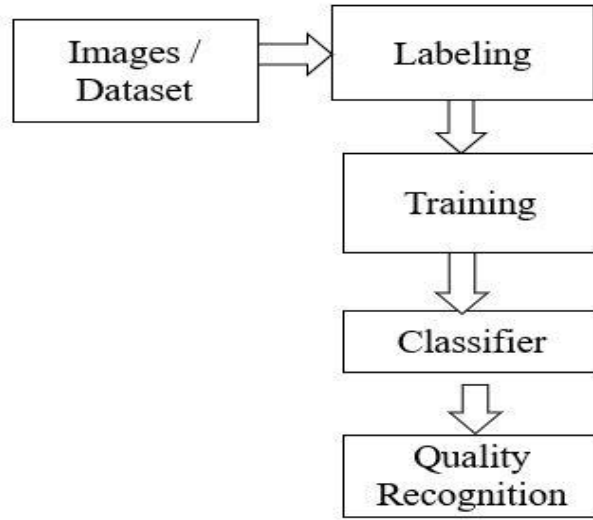 Images /
Dataset
Labeling
Training
Classifier
Quality
Recognition